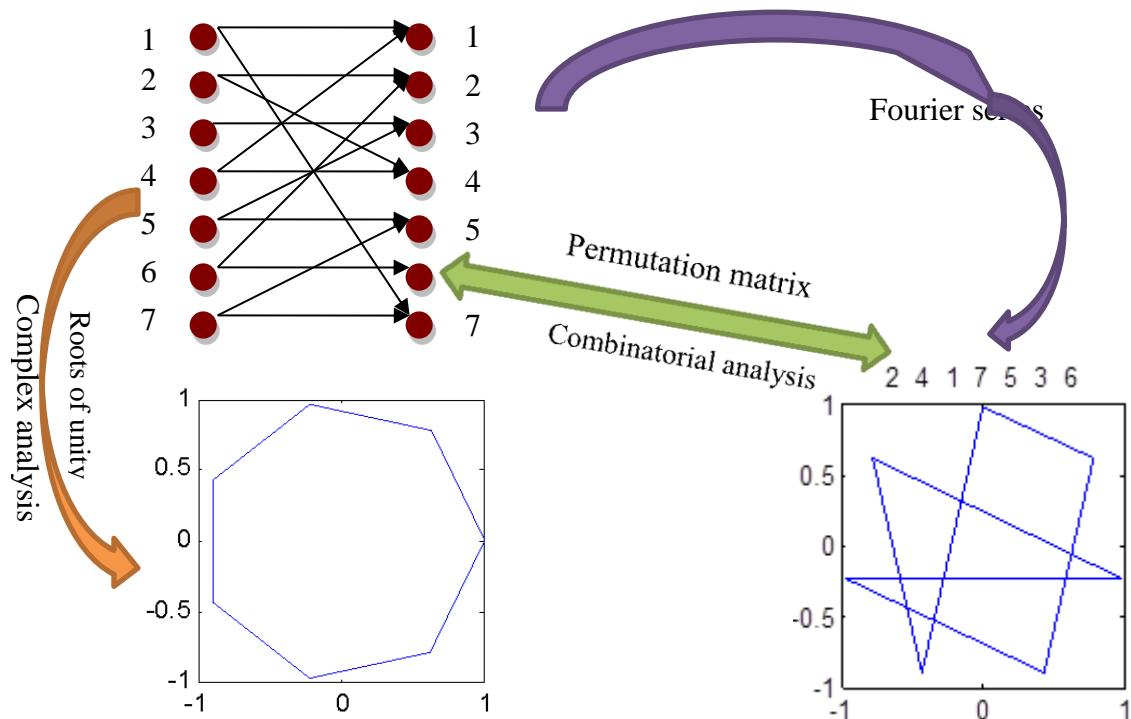 1 1
2 2
3 3
Fourier series
4 4
5 5
6 6
7 7
Permutation matrix
Combinatorial analysis
Roots of unity
Complex analysis
2 4 1 7 5 3 6
1
0.5
0
-0.5
-1
-1 0 1
1
0.5
0
-0.5
-1
-1 0 1